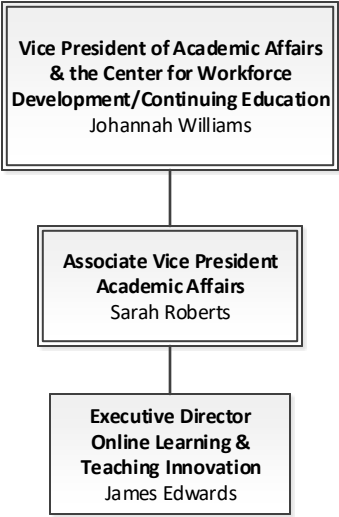 Vice President of Academic Affairs
& the Center for Workforce
Development/Continuing Education
Johannah Williams
Associate Vice President
Academic Affairs
Sarah Roberts
Executive Director
Online Learning &
Teaching Innovation
James Edwards